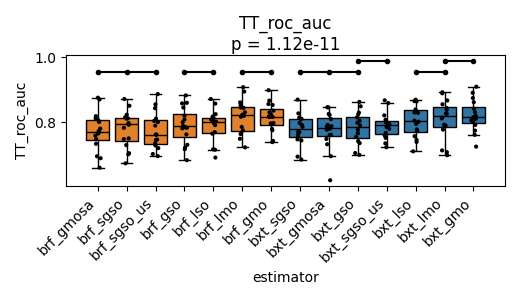 TT_roc_auc
p = 1.12e-11
1.0
0.8
TT_roc_auc
brf_gmosa
brf_sgso
brf_sgso_us
brf_gso
brf_lso
brf_lmo
brf_gmo
bxt_sgso
bxt_gmosa
bxt_gso
bxt_sgso_us
bxt_lso
bxt_lmo
bxt_gmo
estimator